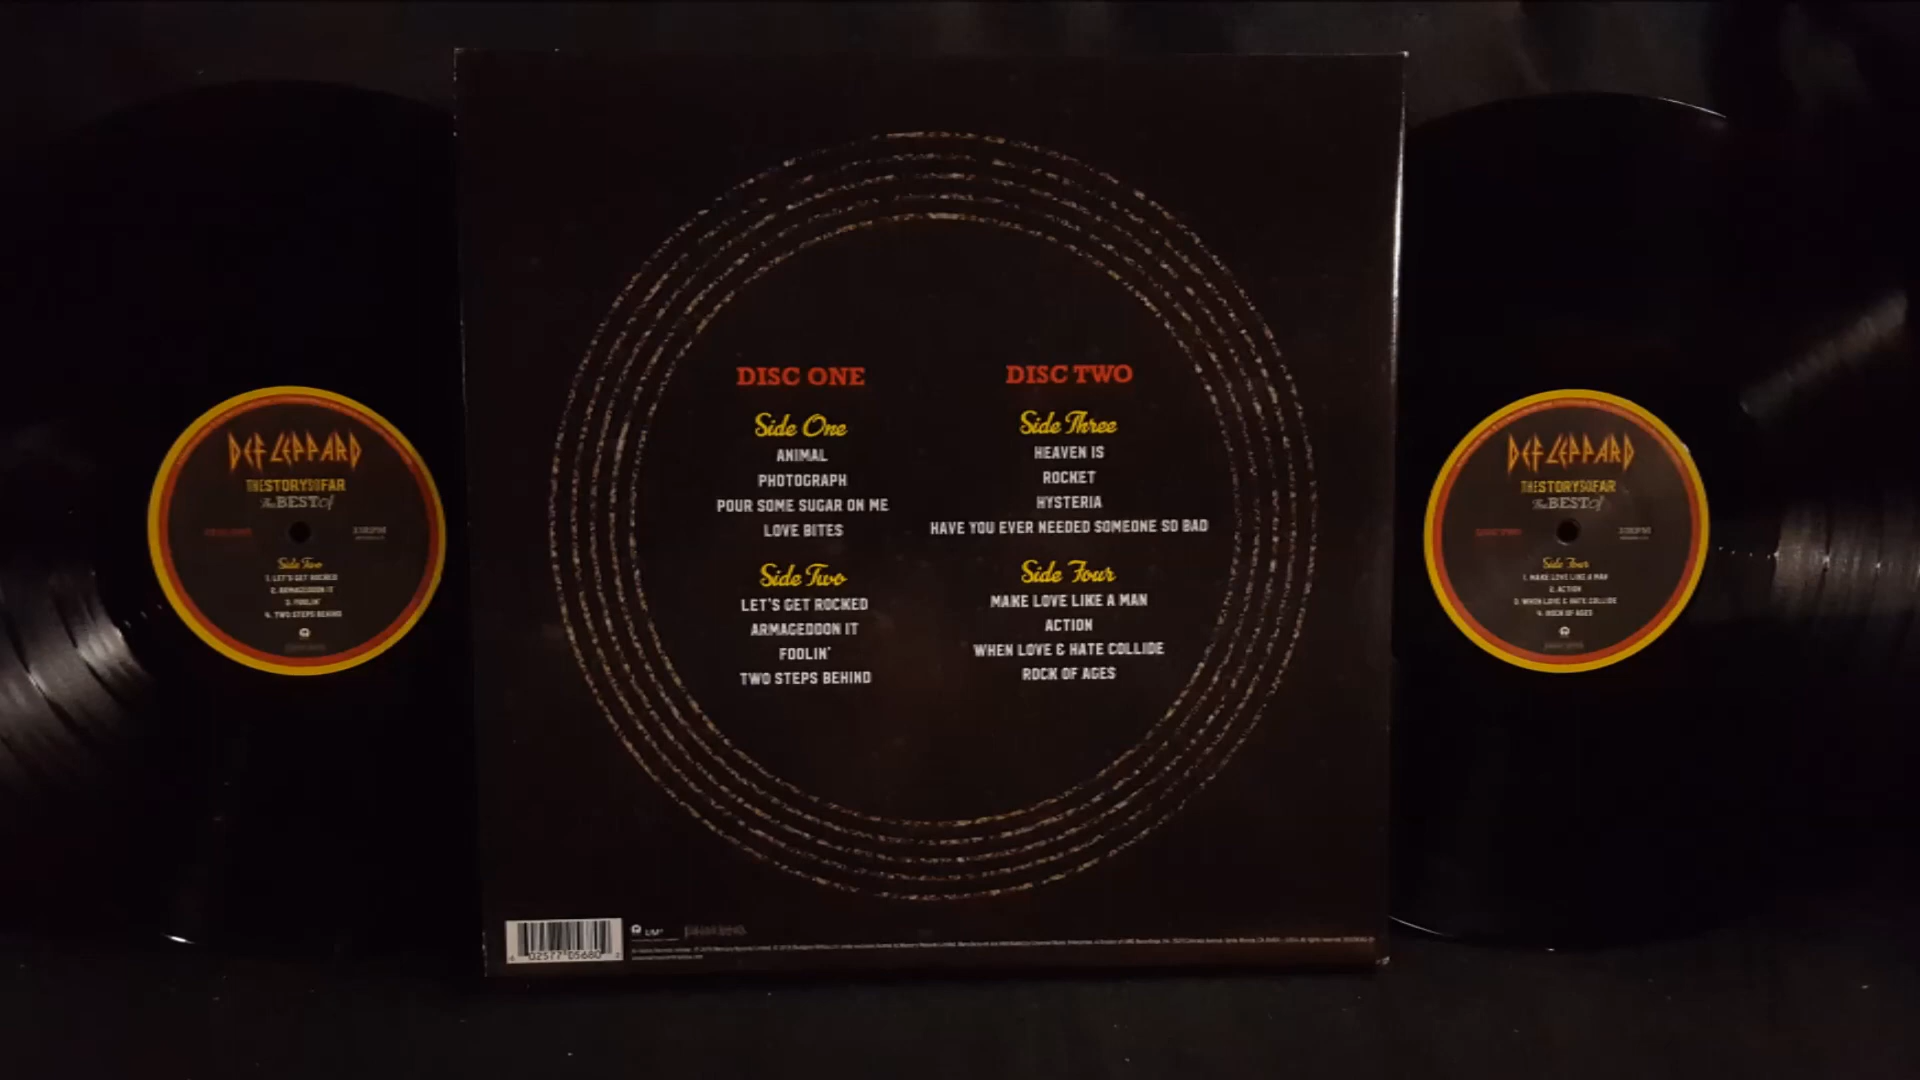 DEF LEPPARD
THE STORY SO FAR
The BEST Of
Side Two
1. LET'S GET ROCKED
2. ARMAGEDDON IT
3. FOOLIN'
4. TWO STEPS BEHIND
DISC ONE
Side One
ANIMAL
PHOTOGRAPH
POUR SOME SUGAR ON ME
LOVE BITES
Side Two
LET'S GET ROCKED
ARMAGEDDON IT
FOOLIN'
TWO STEPS BEHIND
DISC TWO
Side Three
HEAVEN IS
ROCKET
HYSTERIA
HAVE YOU EVER NEEDED SOMEONE SO BAD
Side Four
MAKE LOVE LIKE A MAN
ACTION
WHEN LOVE & HATE COLLIDE
ROCK OF AGES
6 02577 05680 2
UMe
DEF LEPPARD
THE STORY SO FAR
The BEST Of
Side Four
1. MAKE LOVE LIKE A MAN
2. ACTION
3. WHEN LOVE & HATE COLLIDE
4. ROCK OF AGES